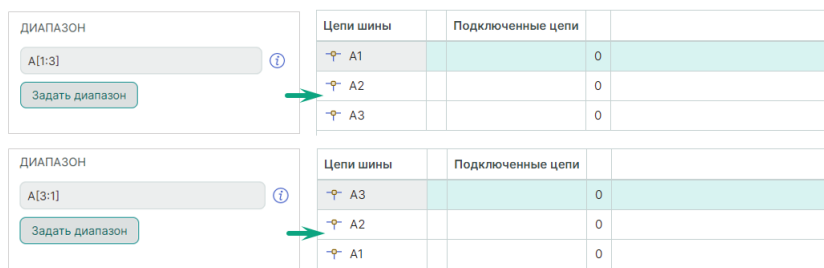 ДИАПАЗОН
A[1:3]
Задать диапазон
Цепи шины Подключенные цепи
A1 0
A2 0
A3 0
ДИАПАЗОН
A[3:1]
Задать диапазон
Цепи шины Подключенные цепи
A3 0
A2 0
A1 0